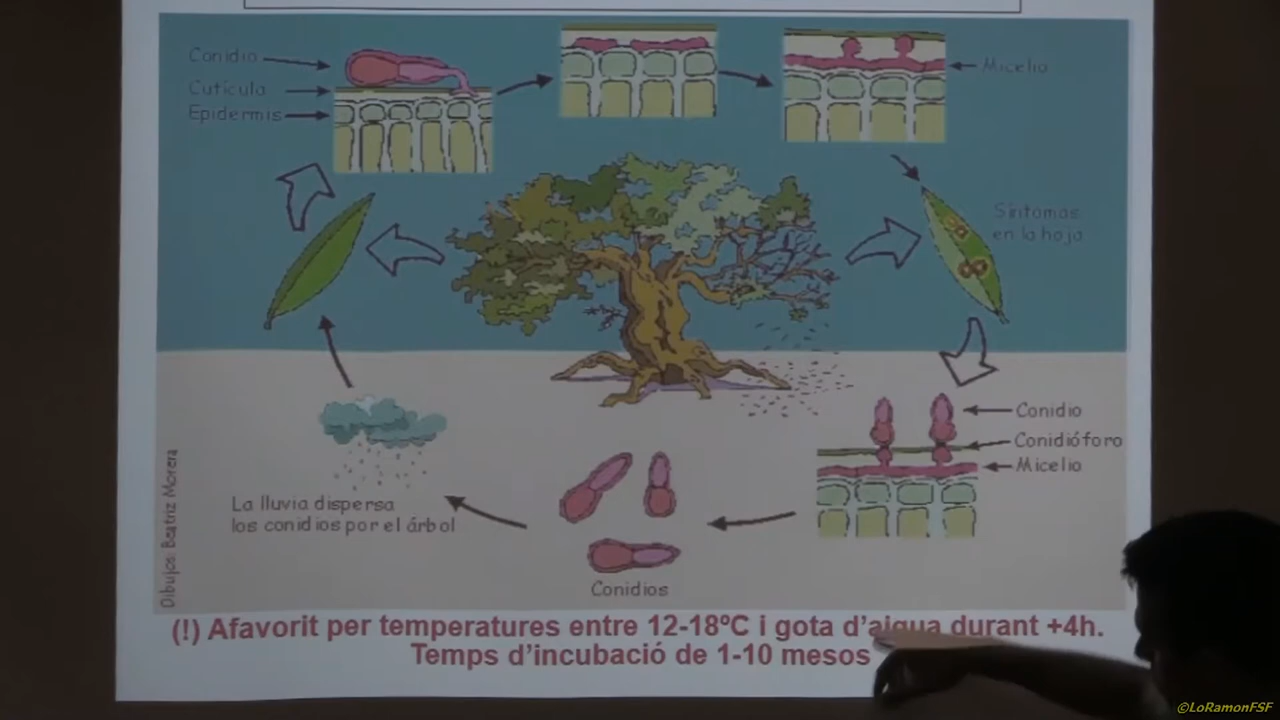 Conidio
Cutícula
Epidermis
Micelio
Síntomas
en la hoja
Conidio
Conidióforo
Micelio
La lluvia dispersa
los conidios por el árbol
Conidios
Dibujos: Beatriz Morera
(!) Afavorit per temperatures entre 12-18ºC i gota d'aigua durant +4h.
Temps d'incubació de 1-10 mesos
©LoRamonFSF